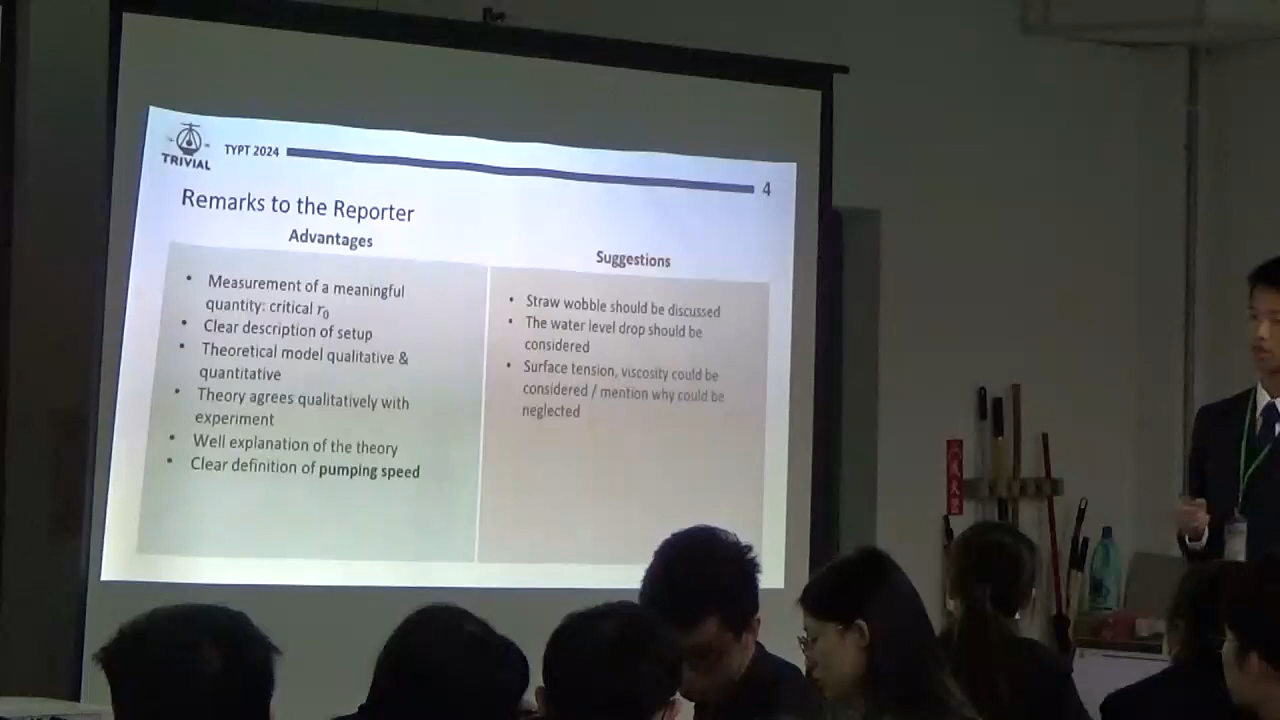 TRIVIAL
TYPT 2024
4
Remarks to the Reporter
Advantages
• Measurement of a meaningful
quantity: critical r₀
• Clear description of setup
• Theoretical model qualitative &
quantitative
• Theory agrees qualitatively with
experiment
• Well explanation of the theory
• Clear definition of pumping speed
Suggestions
• Straw wobble should be discussed
• The water level drop should be
considered
• Surface tension, viscosity could be
considered / mention why could be
neglected